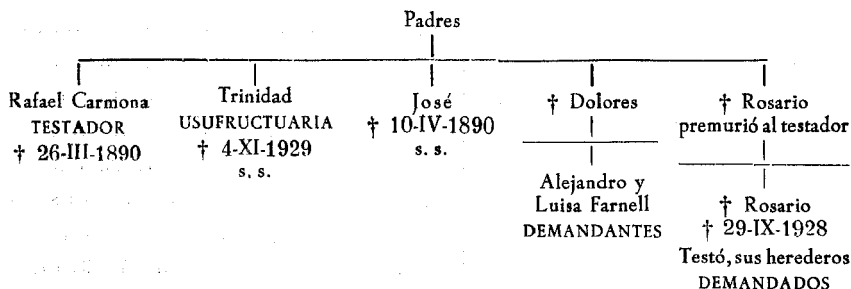 Padres
Rafael Carmona
TESTADOR
† 26-III-1890
Trinidad
USUFRUCTUARIA
† 4-XI-1929
s. s.
José
† 10-IV-1890
s. s.
† Dolores
Alejandro y
Luisa Farnell
DEMANDANTES
† Rosario
premurió al testador
† Rosario
† 29-IX-1928
Testó, sus herederos
DEMANDADOS